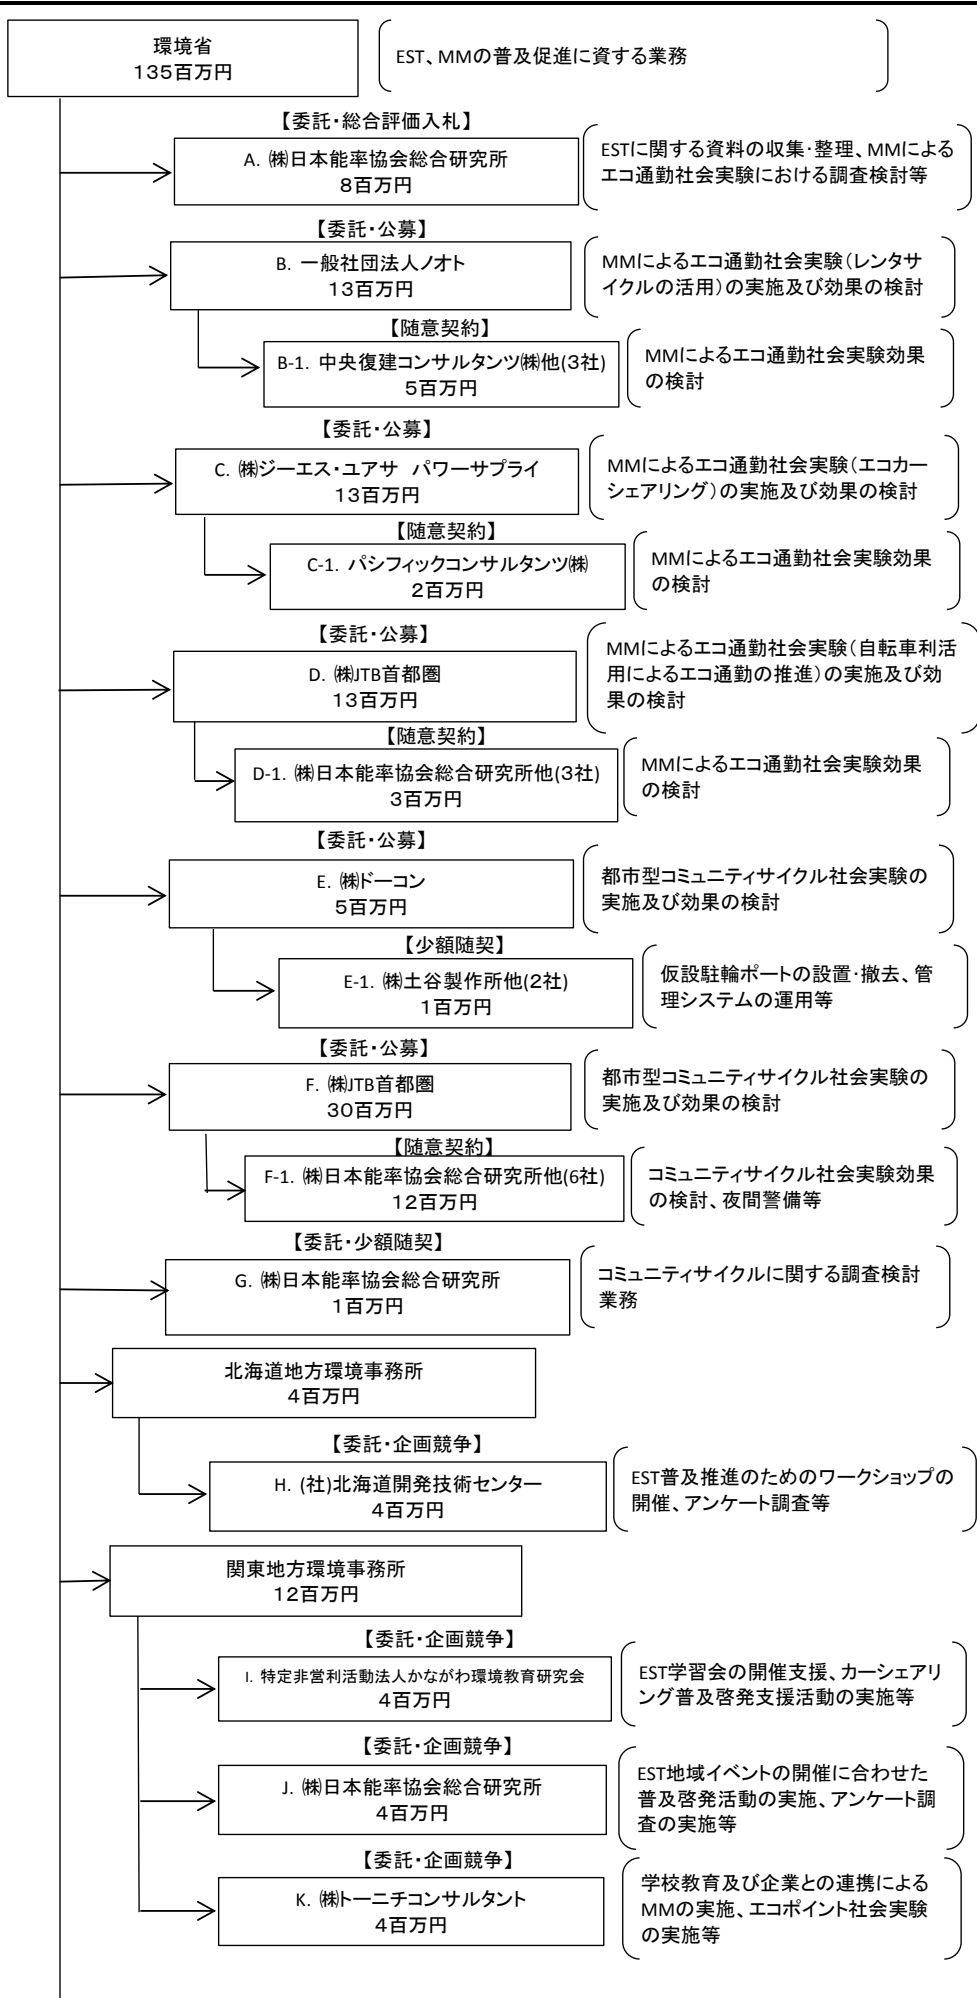 環境省
135百万円
EST、MMの普及促進に資する業務
【委託・総合評価入札】
A. ㈱日本能率協会総合研究所
8百万円
ESTに関する資料の収集・整理、MMによる
エコ通勤社会実験における調査検討等
【委託・公募】
B. 一般社団法人ノオト
13百万円
MMによるエコ通勤社会実験（レンタサ
イクルの活用）の実施及び効果の検討
【随意契約】
B-1. 中央復建コンサルタンツ㈱他(3社)
5百万円
MMによるエコ通勤社会実験効果
の検討
【委託・公募】
C. ㈱ジーエス・ユアサ　パワーサプライ
13百万円
MMによるエコ通勤社会実験（エコカー
シェアリング）の実施及び効果の検討
【随意契約】
C-1. パシフィックコンサルタンツ㈱
2百万円
MMによるエコ通勤社会実験効果
の検討
【委託・公募】
D. ㈱JTB首都圏
13百万円
MMによるエコ通勤社会実験（自転車利活
用によるエコ通勤の推進）の実施及び効
果の検討
【随意契約】
D-1. ㈱日本能率協会総合研究所他(3社)
3百万円
MMによるエコ通勤社会実験効果
の検討
【委託・公募】
E. ㈱ドーコン
5百万円
都市型コミュニティサイクル社会実験の
実施及び効果の検討
【少額随契】
E-1. ㈱土谷製作所他(2社)
1百万円
仮設駐輪ポートの設置・撤去、管
理システムの運用等
【委託・公募】
F. ㈱JTB首都圏
30百万円
都市型コミュニティサイクル社会実験の
実施及び効果の検討
【随意契約】
F-1. ㈱日本能率協会総合研究所他(6社)
12百万円
コミュニティサイクル社会実験効果
の検討、夜間警備等
【委託・少額随契】
G. ㈱日本能率協会総合研究所
1百万円
コミュニティサイクルに関する調査検討
業務
北海道地方環境事務所
4百万円
【委託・企画競争】
H. (社)北海道開発技術センター
4百万円
EST普及推進のためのワークショップの
開催、アンケート調査等
関東地方環境事務所
12百万円
【委託・企画競争】
I. 特定非営利活動法人かながわ環境教育研究会
4百万円
EST学習会の開催支援、カーシェアリ
ング普及啓発支援活動の実施等
【委託・企画競争】
J. ㈱日本能率協会総合研究所
4百万円
EST地域イベントの開催に合わせた
普及啓発活動の実施、アンケート調
査の実施等
【委託・企画競争】
K. ㈱トーニチコンサルタント
4百万円
学校教育及び企業との連携による
MMの実施、エコポイント社会実験
の実施等